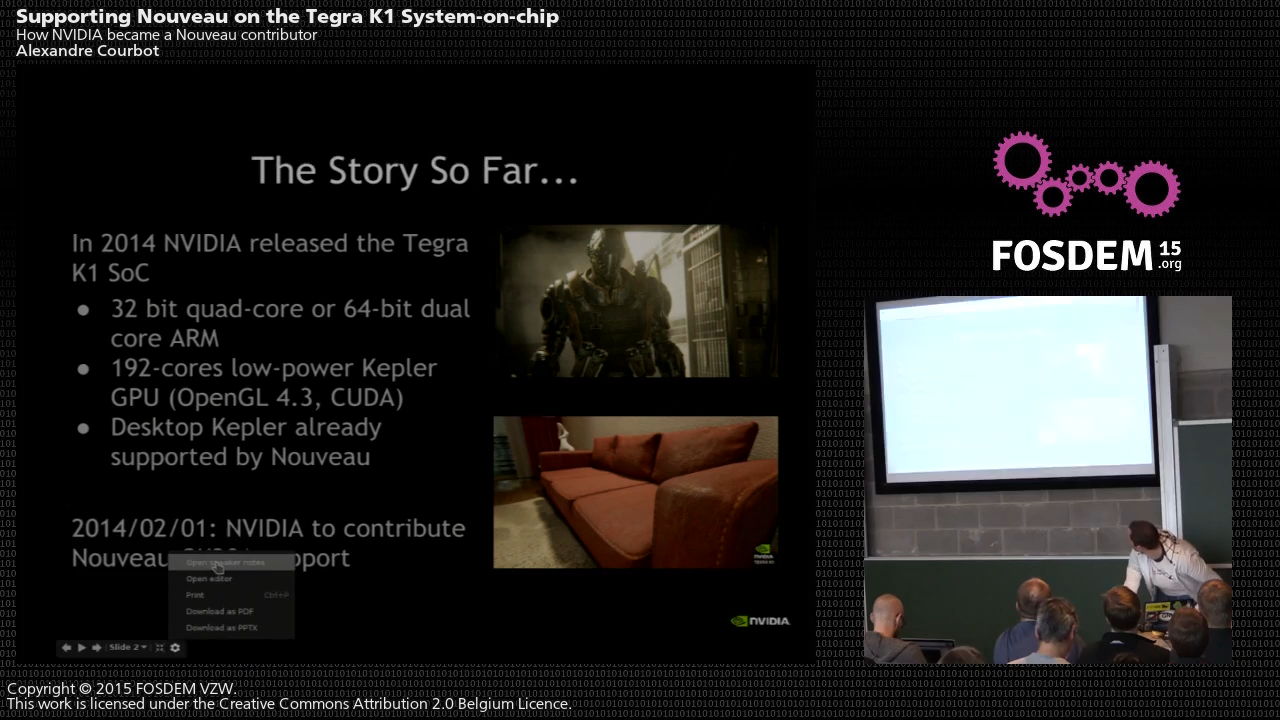 Supporting Nouveau on the Tegra K1 System-on-chip
How NVIDIA became a Nouveau contributor
Alexandre Courbot
The Story So Far...
In 2014 NVIDIA released the Tegra
K1 SoC
● 32 bit quad-core or 64-bit dual
core ARM
● 192-cores low-power Kepler
GPU (OpenGL 4.3, CUDA)
● Desktop Kepler already
supported by Nouveau
2014/02/01: NVIDIA to contribute
Nouveau
Open speaker notes
Open editor
Print Ctrl+P
Download as PDF
Download as PPTX
Slide 2
NVIDIA
NVIDIA.
FOSDEM 15
.org
Copyright © 2015 FOSDEM VZW.
This work is licensed under the Creative Commons Attribution 2.0 Belgium Licence.